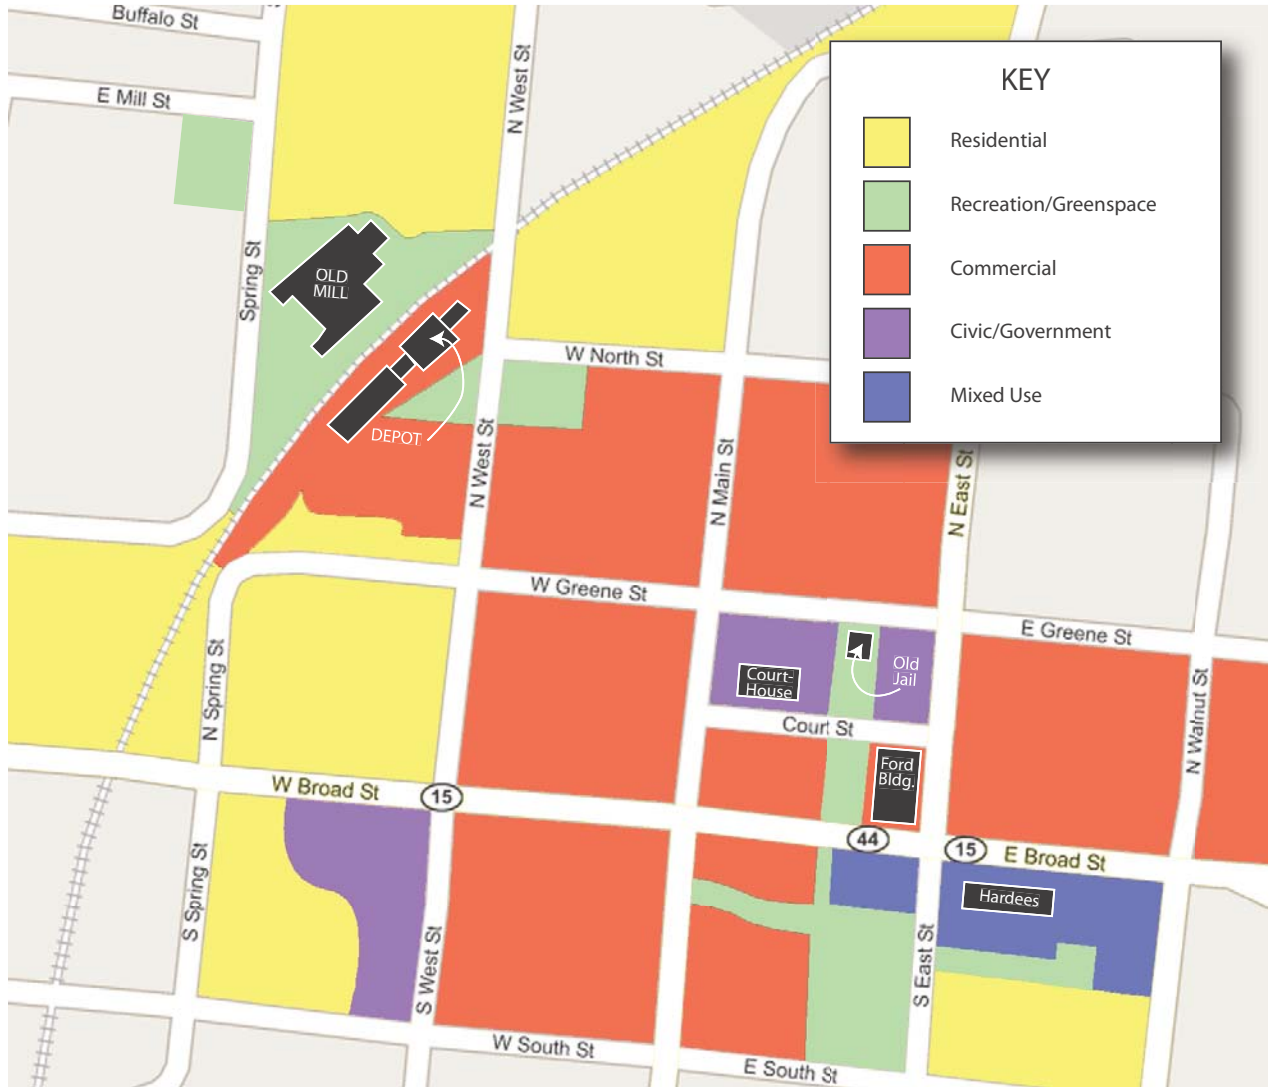 Buffalo St
E Mill St
N West St
KEY
Residential
Recreation/Greenspace
Commercial
Civic/Government
Mixed Use
Spring St
OLD
MILL
DEPOT
W North St
N West St
N Main St
N East St
W Greene St
E Greene St
N Spring St
Court-
House
Old
Jail
Court St
N Walnut St
Ford
Bldg.
W Broad St
15
44
15
E Broad St
Hardees
S Spring St
S West St
S East St
W South St
E South St